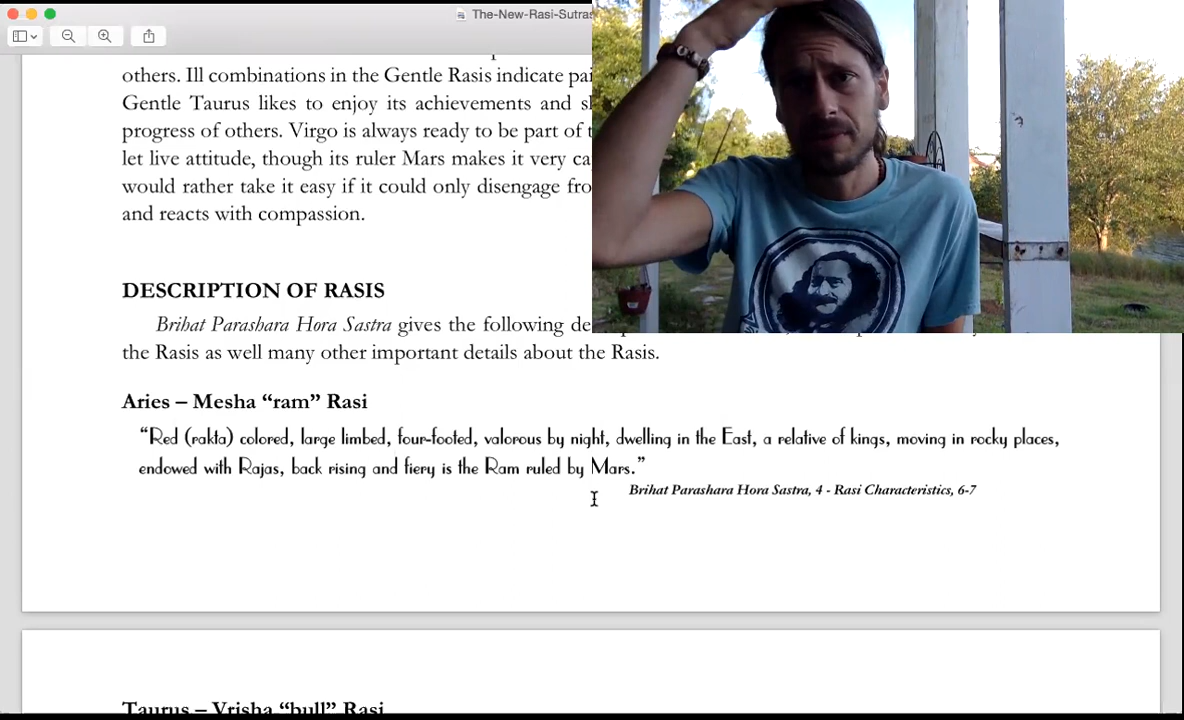 The-New-Rasi-Sutras
others. Ill combinations in the Gentle Rasis indicate
Gentle Taurus likes to enjoy its achievements and
progress of others. Virgo is always ready to be part of
let live attitude, though its ruler Mars makes it very
would rather take it easy if it could only disengage
and reacts with compassion.
DESCRIPTION OF RASIS
Brihat Parashara Hora Sastra gives the following
the Rasis as well many other important details about the Rasis.
Aries – Mesha “ram” Rasi
“Red (rakta) colored, large limbed, four-footed, valorous by night, dwelling in the East, a relative of kings, moving in rocky places,
endowed with Rajas, back rising and fiery is the Ram ruled by Mars.”
Brihat Parashara Hora Sastra, 4 - Rasi Characteristics, 6-7
Taurus – Vrisha “bull” Rasi